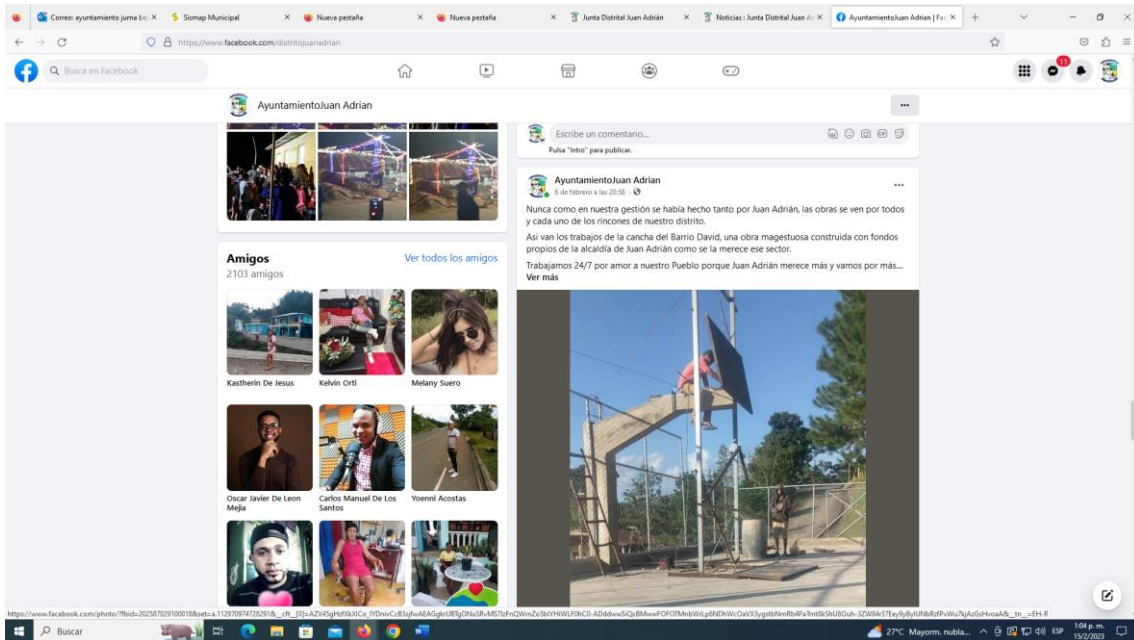 Correo: ayuntamiento juma bej
Sismap Municipal
Nueva pestaña
Nueva pestaña
Junta Distrital Juan Adrián
Noticias : Junta Distrital Juan Ad
AyuntamientoJuan Adrian | Fac
https://www.facebook.com/distritojuanadrian
Busca en Facebook
11
AyuntamientoJuan Adrian
Escribe un comentario...
Pulsa "Intro" para publicar.
AyuntamientoJuan Adrian
6 de febrero a las 20:58
Nunca como en nuestra gestión se había hecho tanto por Juan Adrián, las obras se ven por todos
y cada uno de los rincones de nuestro distrito.
Asi van los trabajos de la cancha del Barrio David, una obra magestuosa construida con fondos
propios de la alcaldía de Juan Adrián como se la merece ese sector.
Trabajamos 24/7 por amor a nuestro Pueblo porque Juan Adrián merece más y vamos por más...
Ver más
Amigos
Ver todos los amigos
2103 amigos
Kastherin De Jesus
Kelvin Orti
Melany Suero
Oscar Javier De Leon
Mejia
Carlos Manuel De Los
Santos
Yoenni Acostas
Buscar
27°C Mayorm. nubla...
ESP
1:04 p. m.
15/2/2023